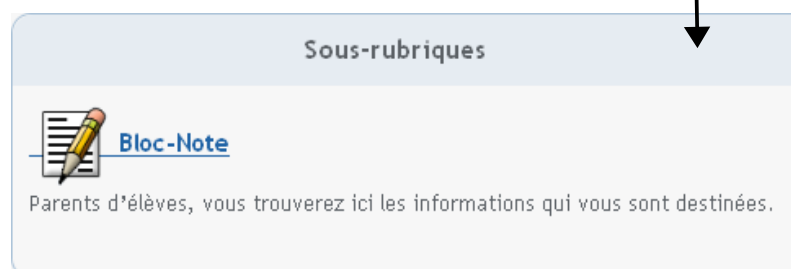 Sous-rubriques
Bloc-Note
Parents d'élèves, vous trouverez ici les informations qui vous sont destinées.